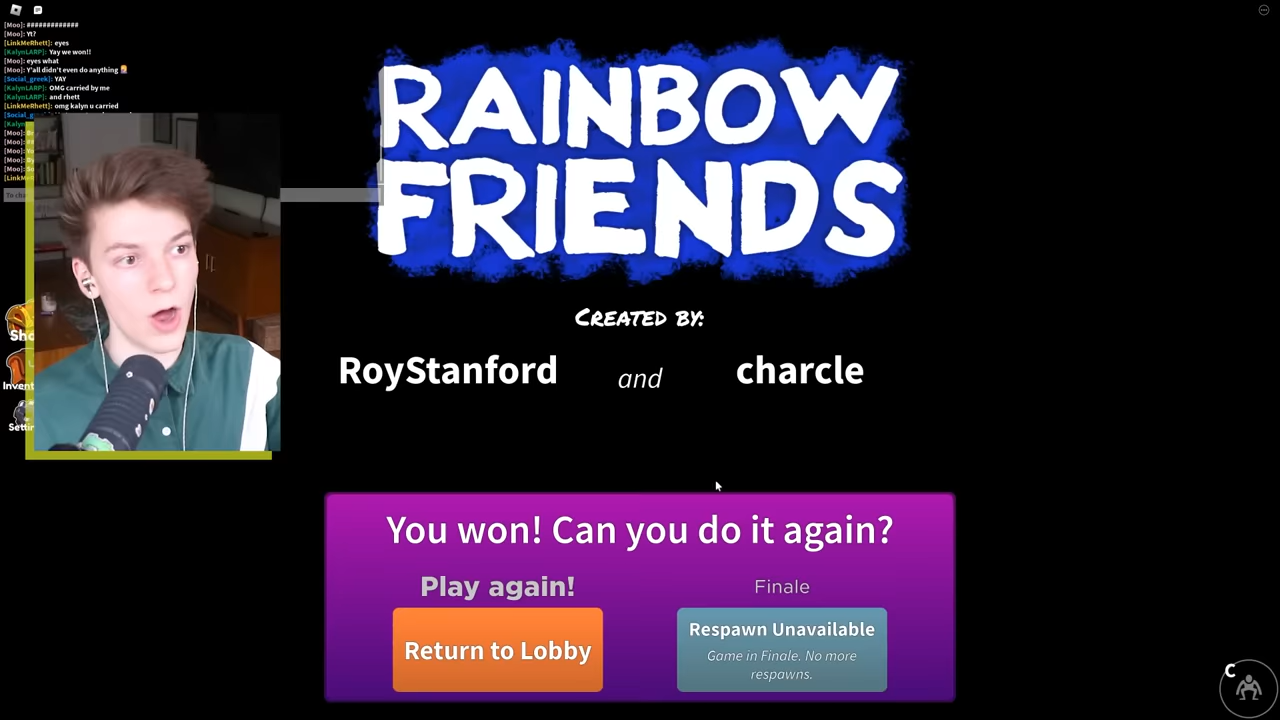 [Moo]: #############
[Moo]: Yt?
[LinkMeRhett]: eyes
[KalynLARP]: Yay we won!!
[Moo]: eyes what
[Moo]: Y'all didn't even do anything
[Social_greek]: YAY
[KalynLARP]: OMG carried by me
[KalynLARP]: and rhett
[LinkMeRhett]: omg kalyn u carried
RAINBOW
FRIENDS
CREATED BY:
RoyStanford and charcle
You won! Can you do it again?
Play again!
Return to Lobby
Finale
Respawn Unavailable
Game in Finale. No more
respawns.
C